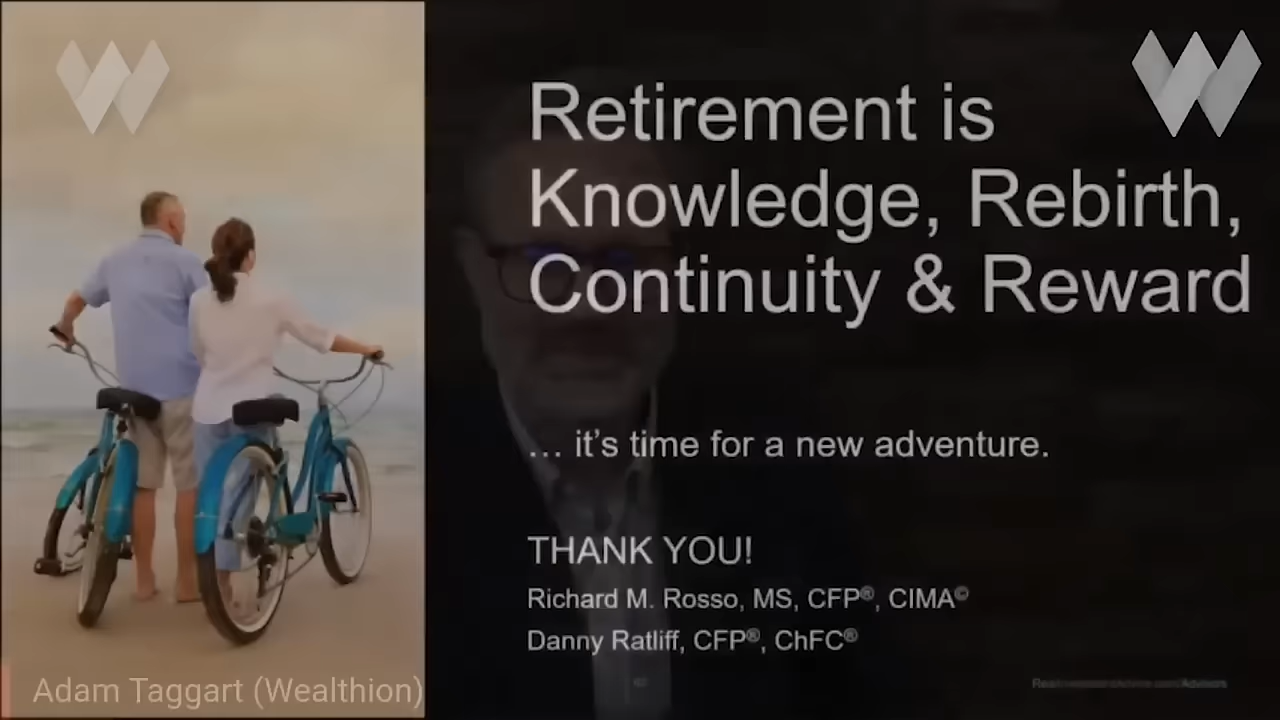 Retirement is
Knowledge, Rebirth,
Continuity & Reward
… it’s time for a new adventure.
THANK YOU!
Richard M. Rosso, MS, CFP®, CIMA©
Danny Ratliff, CFP®, ChFC®
Adam Taggart (Wealthion)